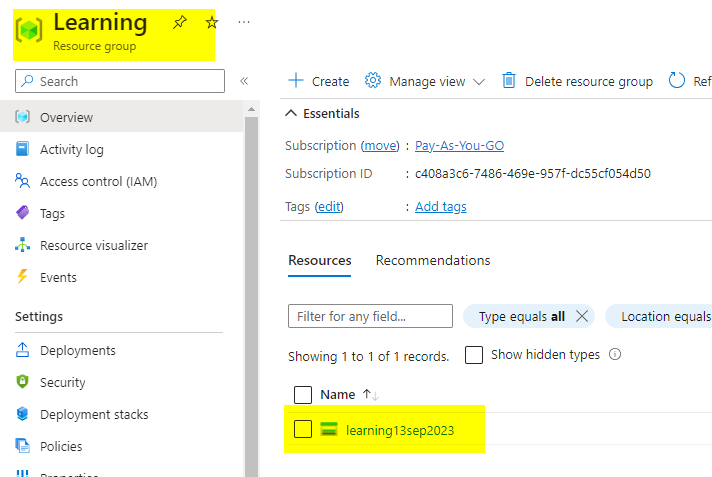 Learning
Resource group
Search
Overview
Activity log
Access control (IAM)
Tags
Resource visualizer
Events
Settings
Deployments
Security
Deployment stacks
Policies
Properties
Create Manage view Delete resource group Ref
Essentials
Subscription (move) : Pay-As-You-GO
Subscription ID : c408a3c6-7486-469e-957f-dc55cf054d50
Tags (edit) : Add tags
Resources Recommendations
Filter for any field... Type equals all Location equals
Showing 1 to 1 of 1 records. Show hidden types
Name
learning13sep2023